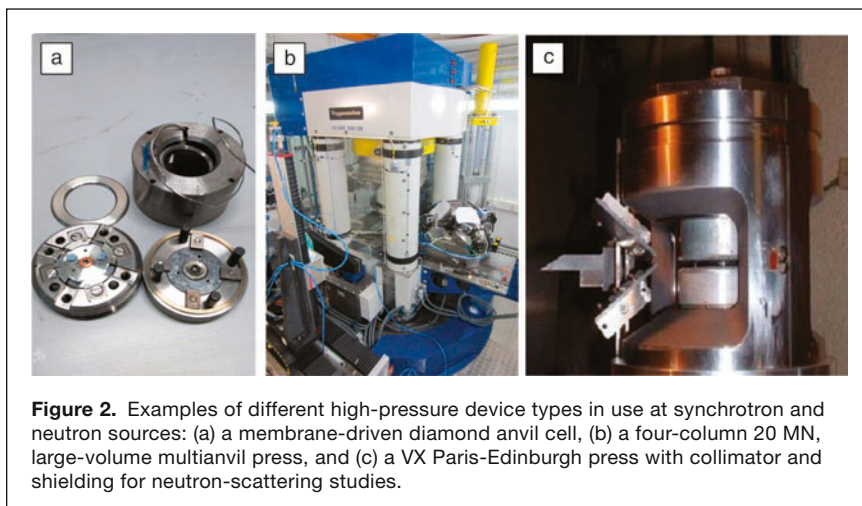 a
b
c
Voggenreiter
Figure 2. Examples of different high-pressure device types in use at synchrotron and
neutron sources: (a) a membrane-driven diamond anvil cell, (b) a four-column 20 MN,
large-volume multianvil press, and (c) a VX Paris-Edinburgh press with collimator and
shielding for neutron-scattering studies.